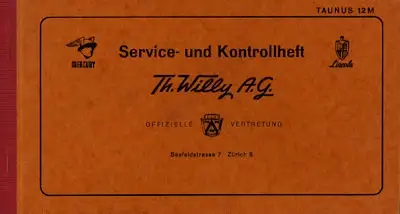 TAUNUS 12M
Service- und Kontrollheft
MERCURY
Lincoln
Th. Willy A.G.
OFFIZIELLE VERTRETUNG
Seefeldstrasse 7 Zürich 8